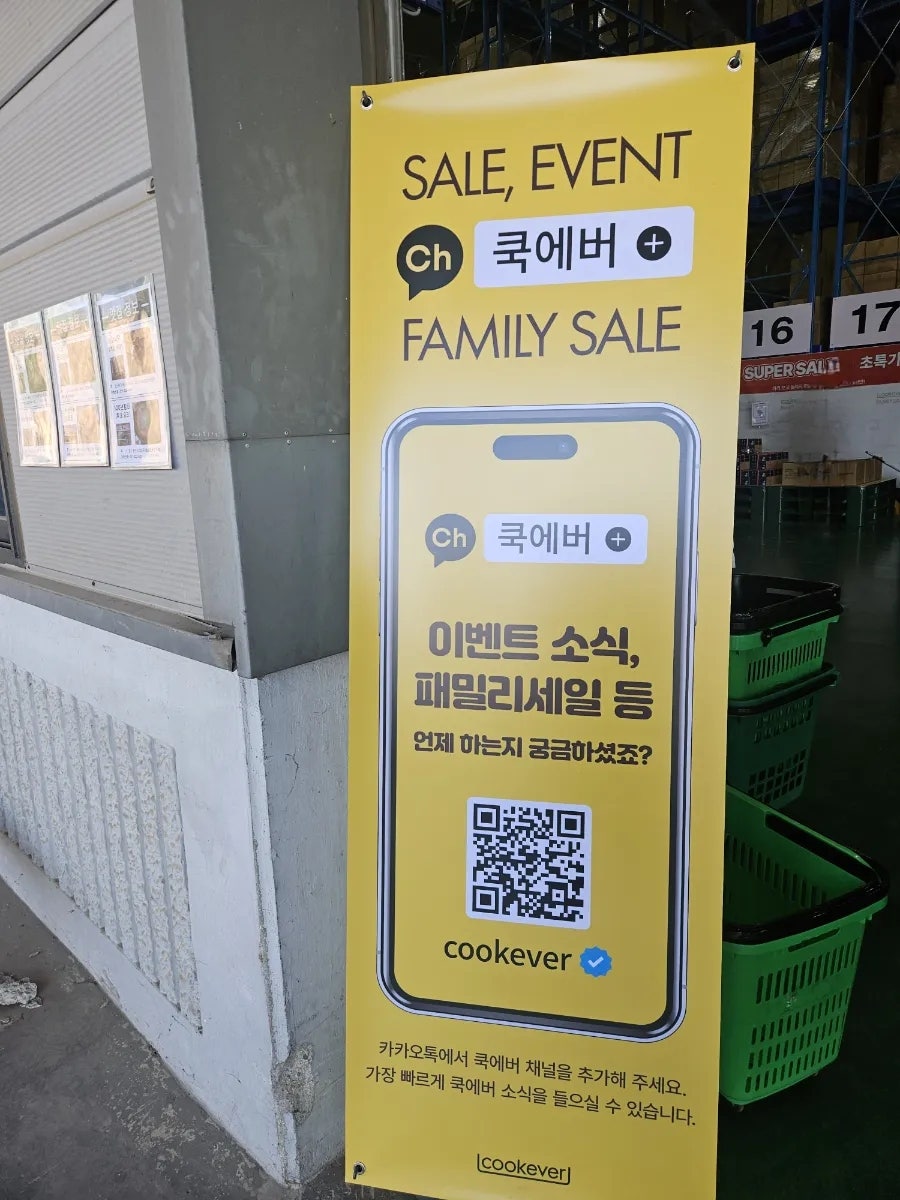 SALE, EVENT
Ch 쿡에버 +
FAMILY SALE
Ch 쿡에버 +
이벤트 소식,
패밀리세일 등
언제 하는지 궁금하셨죠?
cookever
카카오톡에서 쿡에버 채널을 추가해 주세요.
가장 빠르게 쿡에버 소식을 들으실 수 있습니다.
cookever
16
17
SUPER SALE
초특가